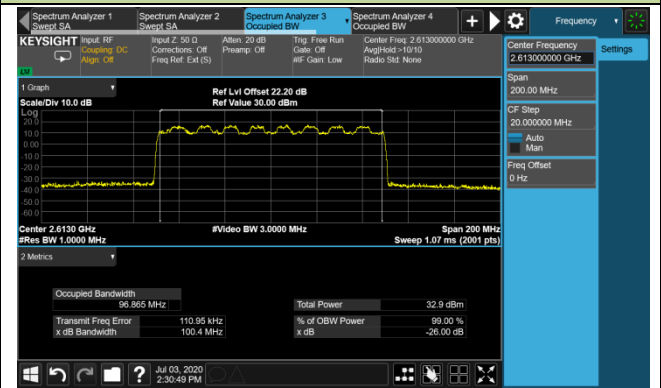 Spectrum Analyzer 1
Swept SA
Spectrum Analyzer 2
Swept SA
Spectrum Analyzer 3
Occupied BW
Spectrum Analyzer 4
Occupied BW
Frequency
KEYSIGHT
Input: RF
Coupling: DC
Align: Off
Input Z: 50 Ω
Corrections: Off
Freq Ref: Ext (S)
Atten: 20 dB
Preamp: Off
Trig: Free Run
Gate: Off
#IF Gain: Low
Center Freq: 2.613000000 GHz
Avg|Hold:>10/10
Radio Std: None
Center Frequency
2.613000000 GHz
Settings
Span
200.00 MHz
CF Step
20.000000 MHz
Auto
Man
Freq Offset
0 Hz
1 Graph
Scale/Div 10.0 dB
Ref Lvl Offset 22.20 dB
Ref Value 30.00 dBm
Log
20.0
10.0
0.00
-10.0
-20.0
-30.0
-40.0
-50.0
-60.0
Center 2.6130 GHz
#Video BW 3.0000 MHz
Span 200 MHz
#Res BW 1.0000 MHz
Sweep 1.07 ms (2001 pts)
2 Metrics
Occupied Bandwidth
96.865 MHz
Total Power 32.9 dBm
Transmit Freq Error 110.95 kHz
% of OBW Power 99.00 %
x dB Bandwidth 100.4 MHz
x dB -26.00 dB
Jul 03, 2020
2:30:49 PM